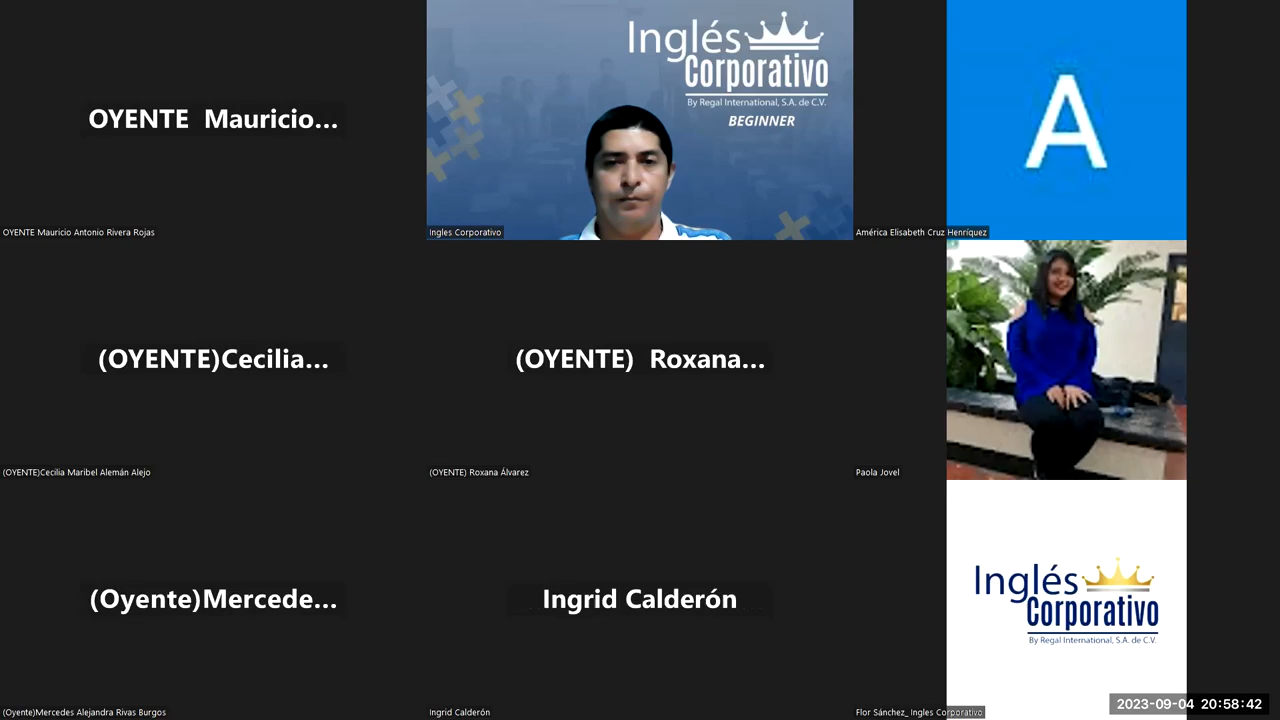 OYENTE Mauricio...
OYENTE Mauricio Antonio Rivera Rojas
Inglés
Corporativo
By Regal International, S.A. de C.V.
BEGINNER
Ingles Corporativo
A
América Elisabeth Cruz Henríquez
(OYENTE)Cecilia...
(OYENTE)Cecilia Maribel Alemán Alejo
(OYENTE) Roxana...
(OYENTE) Roxana Álvarez
Paola Jovel
(Oyente)Mercede...
(Oyente)Mercedes Alejandra Rivas Burgos
Ingrid Calderón
Ingrid Calderón
Inglés
Corporativo
By Regal International, S.A. de C.V.
Flor Sánchez_ Ingles Corporativo
2023-09-04 20:58:42